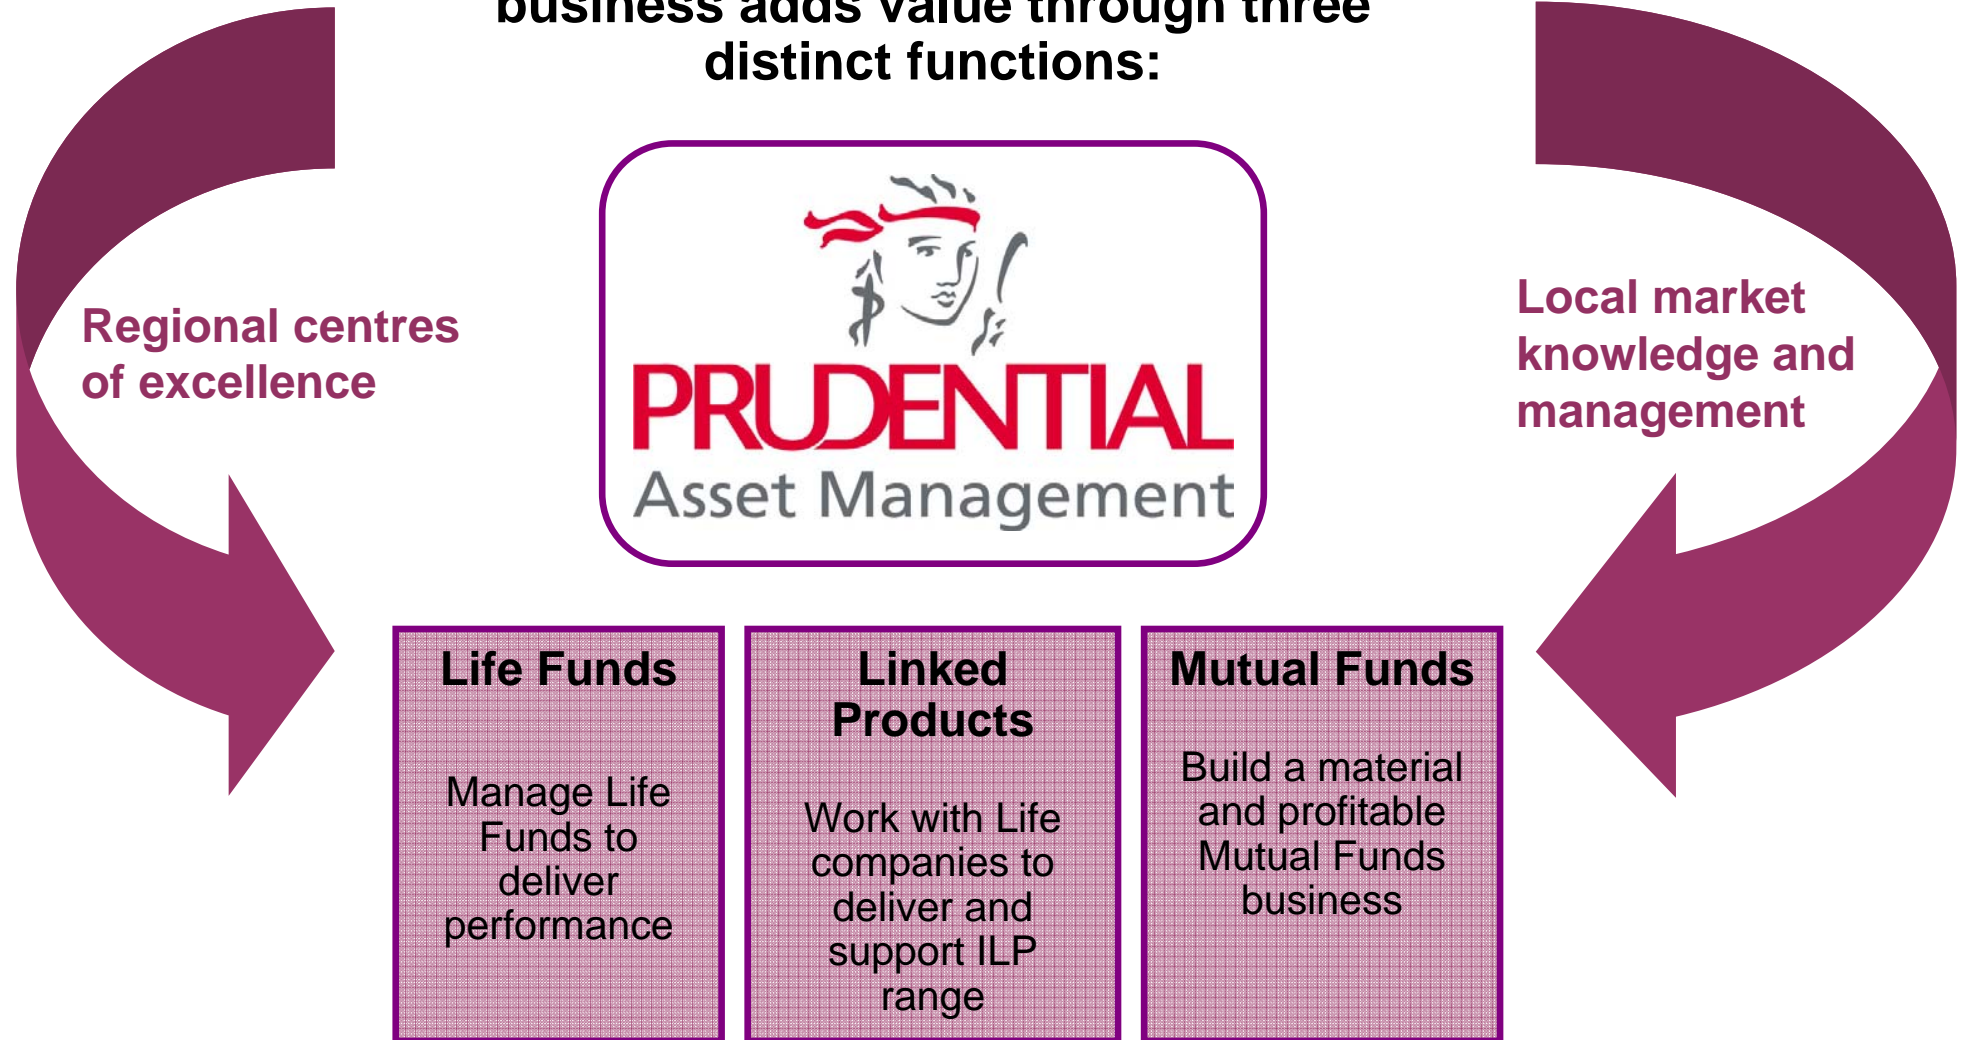 business adds value through three
distinct functions:
Regional centres
of excellence
PRUDENTIAL
Asset Management
Local market
knowledge and
management
Life Funds
Manage Life
Funds to
deliver
performance
Linked
Products
Work with Life
companies to
deliver and
support ILP
range
Mutual Funds
Build a material
and profitable
Mutual Funds
business